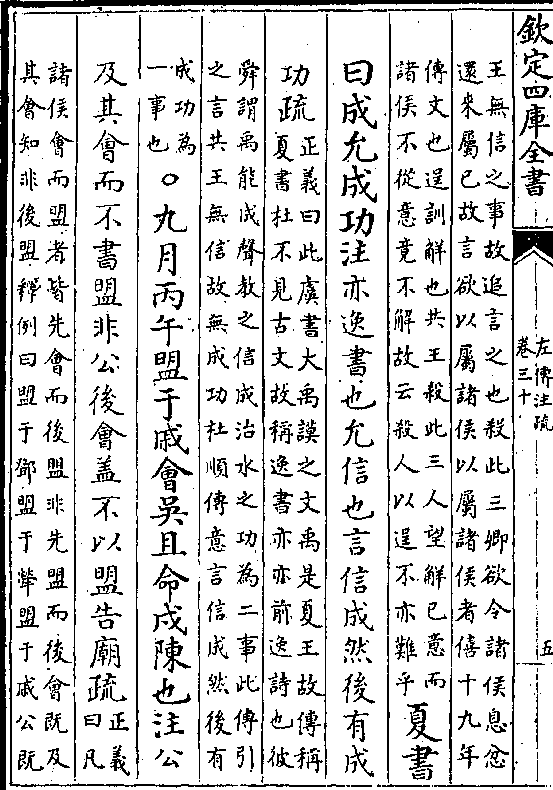 欽定四庫全書
左傳注疏
卷三十
五
王無信之事故追言之也殺此三卿欲令諸侯息忿
還來屬已故言欲以屬諸侯以屬諸侯者僖十九年
傳文也逞訓解也共王殺此三人望解已意而
諸侯不從意竟不解故云殺人以逞不亦難乎
夏書
曰成允成功注亦逸書也允信也言信成然後有成
功疏
正義曰此虞書大禹謨之文禹是夏王故傳稱
夏書杜不見古文故稱逸書亦亦前逸詩也彼
舜謂禹能成聲教之信成治水之功為二事此傳引
之言共王無信故無成功杜順傳意言信成然後有
成功為
一事也
○九月丙午盟于戚會吳且命戍陳也注公
及其會而不書盟非公後會盖不以盟告廟疏
正義
曰凡
諸侯會而盟者皆先會而後盟非先盟而後會既及
其會知非後盟釋例曰盟于鄧盟于犖盟于戚公既